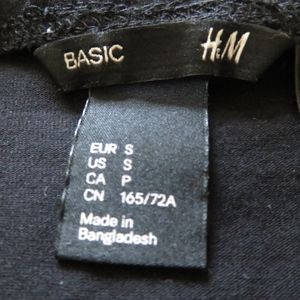 BASIC H&M
EUR S
US S
CA P
CN 165/72A
Made in
Bangladesh